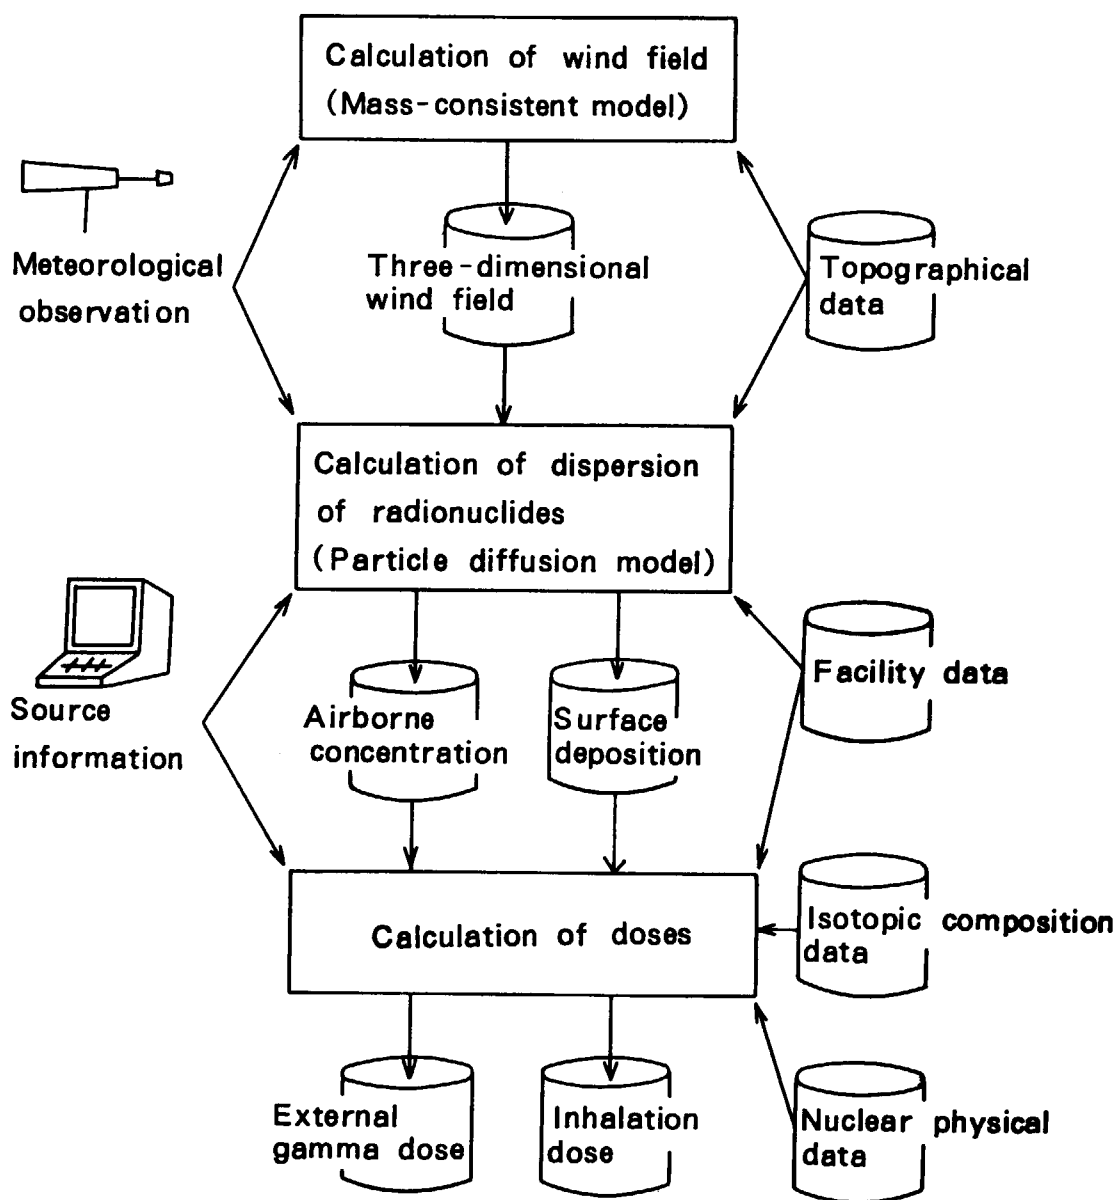 Calculation of wind field
(Mass-consistent model)
Meteorological
observation
Three-dimensional
wind field
Topographical
data
Calculation of dispersion
of radionuclides
(Particle diffusion model)
Source
information
Airborne
concentration
Surface
deposition
Facility data
Calculation of doses
Isotopic composition
data
External
gamma dose
Inhalation
dose
Nuclear physical
data